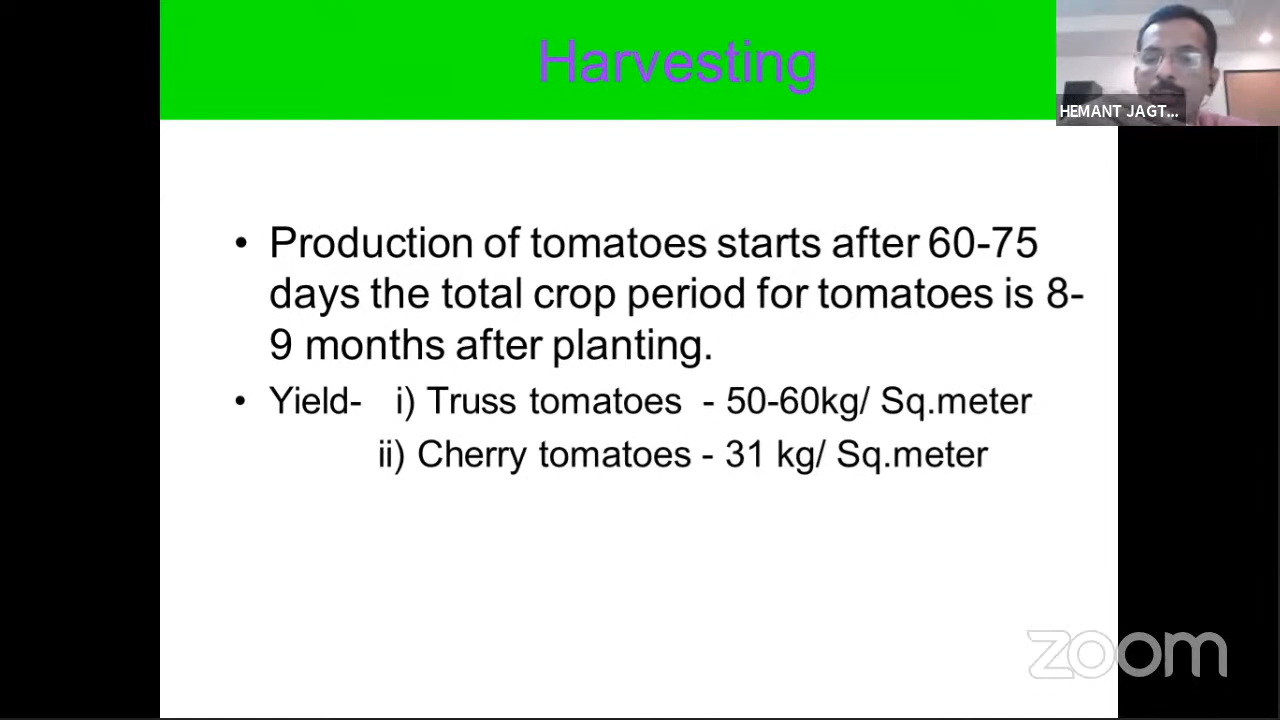 Harvesting
HEMANT JAGT...
• Production of tomatoes starts after 60-75
days the total crop period for tomatoes is 8-
9 months after planting.
• Yield- i) Truss tomatoes - 50-60kg/ Sq.meter
ii) Cherry tomatoes - 31 kg/ Sq.meter
zoom